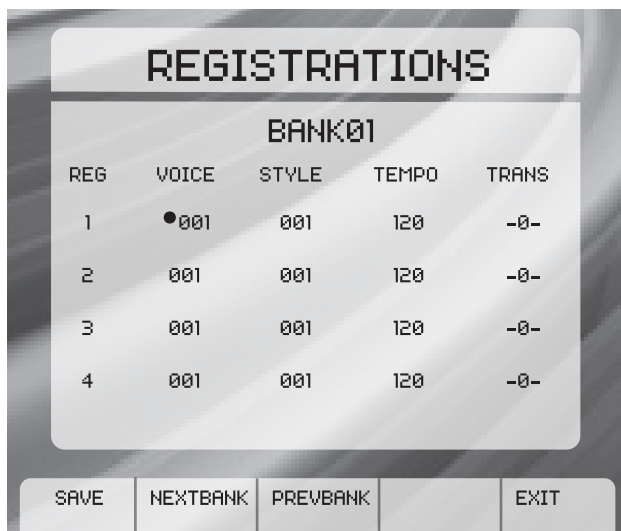 REGISTRATIONS
BANK01
REG VOICE STYLE TEMPO TRANS
1 •001 001 120 -0-
2 001 001 120 -0-
3 001 001 120 -0-
4 001 001 120 -0-
SAVE NEXTBANK PREVBANK EXIT